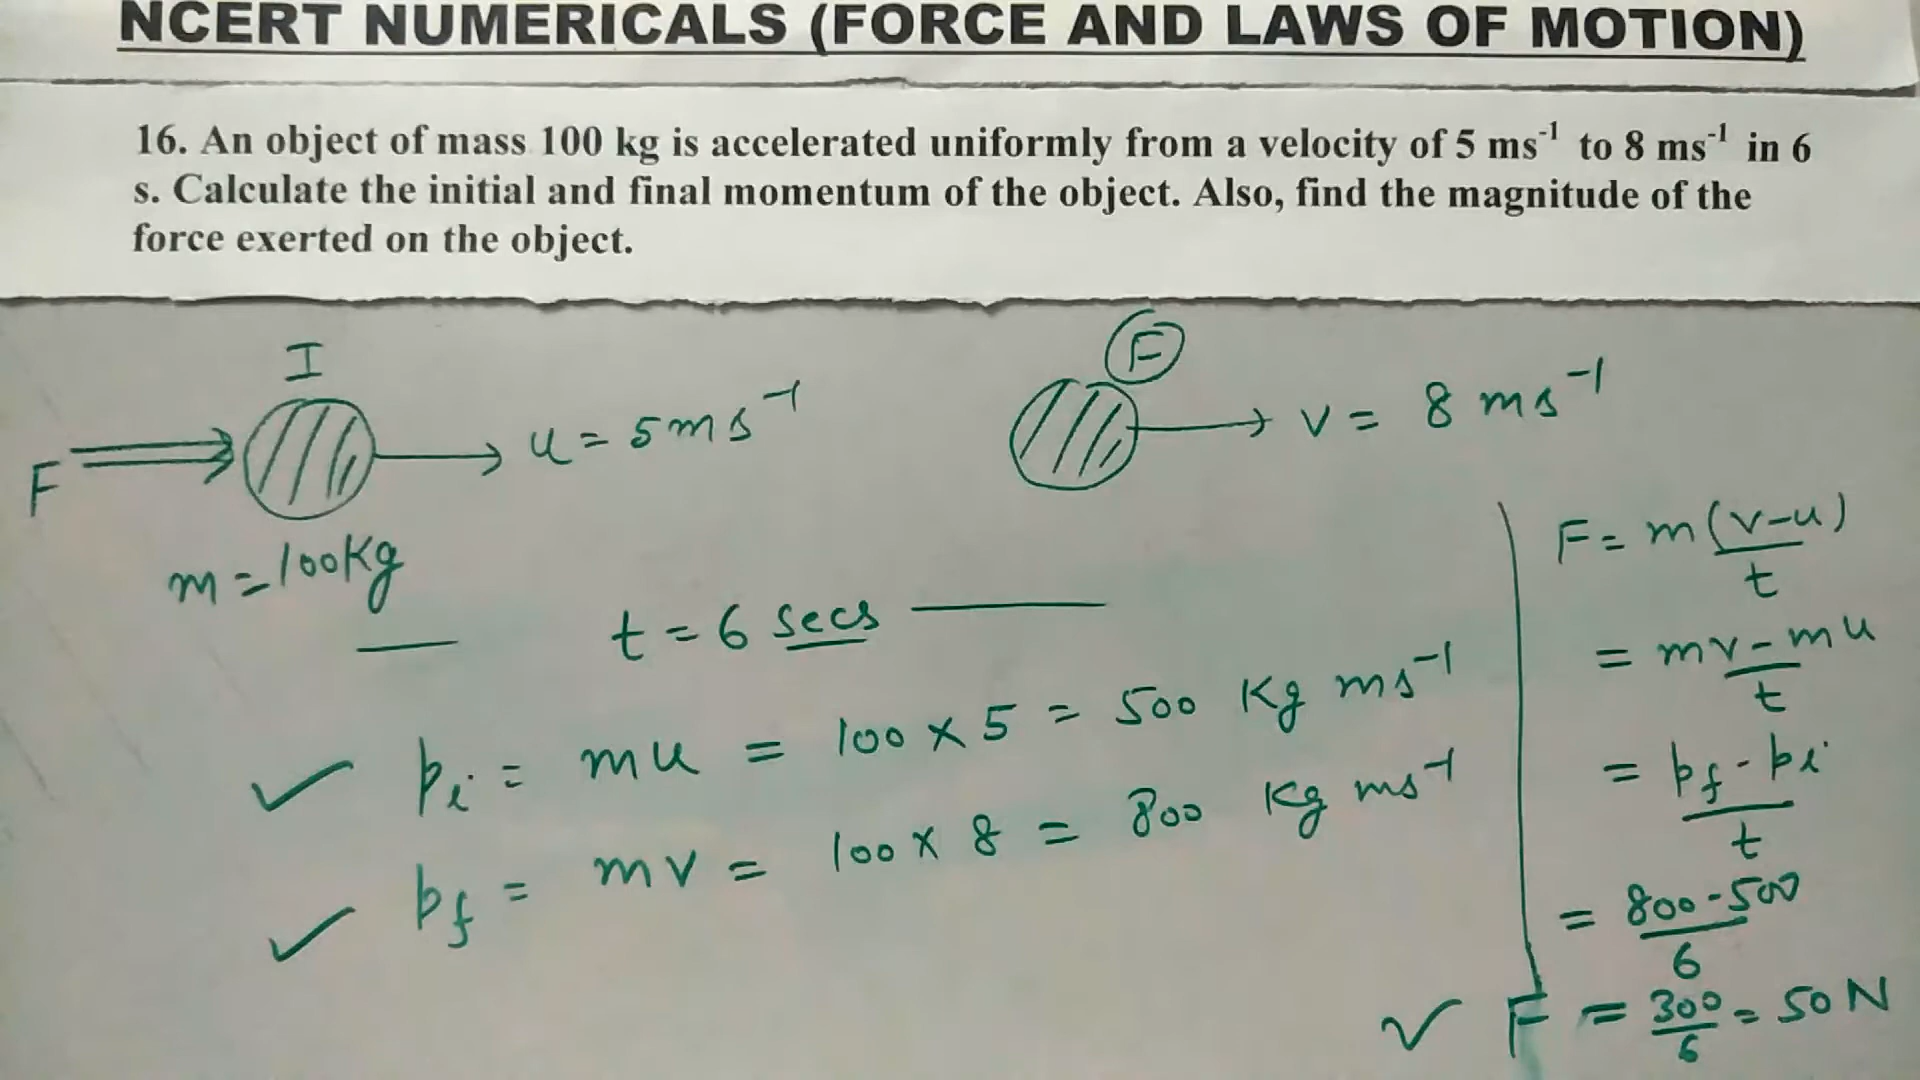 NCERT NUMERICALS (FORCE AND LAWS OF MOTION)
16. An object of mass 100 kg is accelerated uniformly from a velocity of 5 ms⁻¹ to 8 ms⁻¹ in 6
s. Calculate the initial and final momentum of the object. Also, find the magnitude of the
force exerted on the object.
I
F
F
u = 5 ms⁻¹
v = 8 ms⁻¹
m = 100 Kg
t = 6 secs
✓ pi = mu = 100 × 5 = 500 Kg ms⁻¹
✓ pf = mv = 100 × 8 = 800 Kg ms⁻¹
F = m(v-u)/t
= mv-mu/t
= pf-pi/t
= 800-500/6
✓ F = 300/6 = 50 N